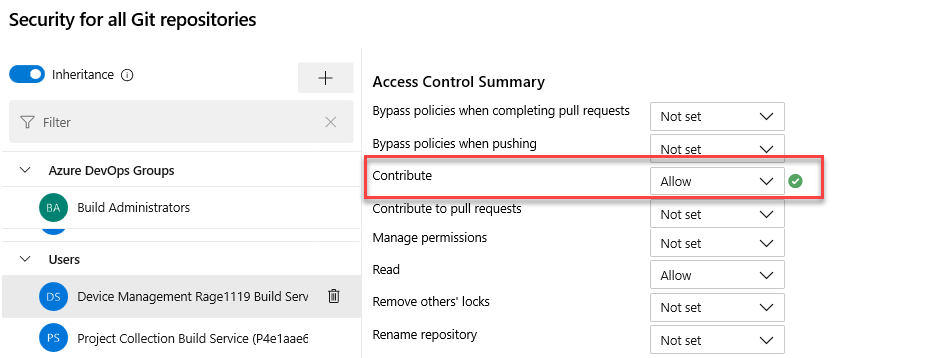 Security for all Git repositories
Inheritance
Filter
Azure DevOps Groups
BA Build Administrators
Users
DS Device Management Rage1119 Build Serv
PS Project Collection Build Service (P4e1aae6
Access Control Summary
Bypass policies when completing pull requests Not set
Bypass policies when pushing Not set
Contribute Allow
Contribute to pull requests Not set
Manage permissions Not set
Read Allow
Remove others' locks Not set
Rename repository Not set